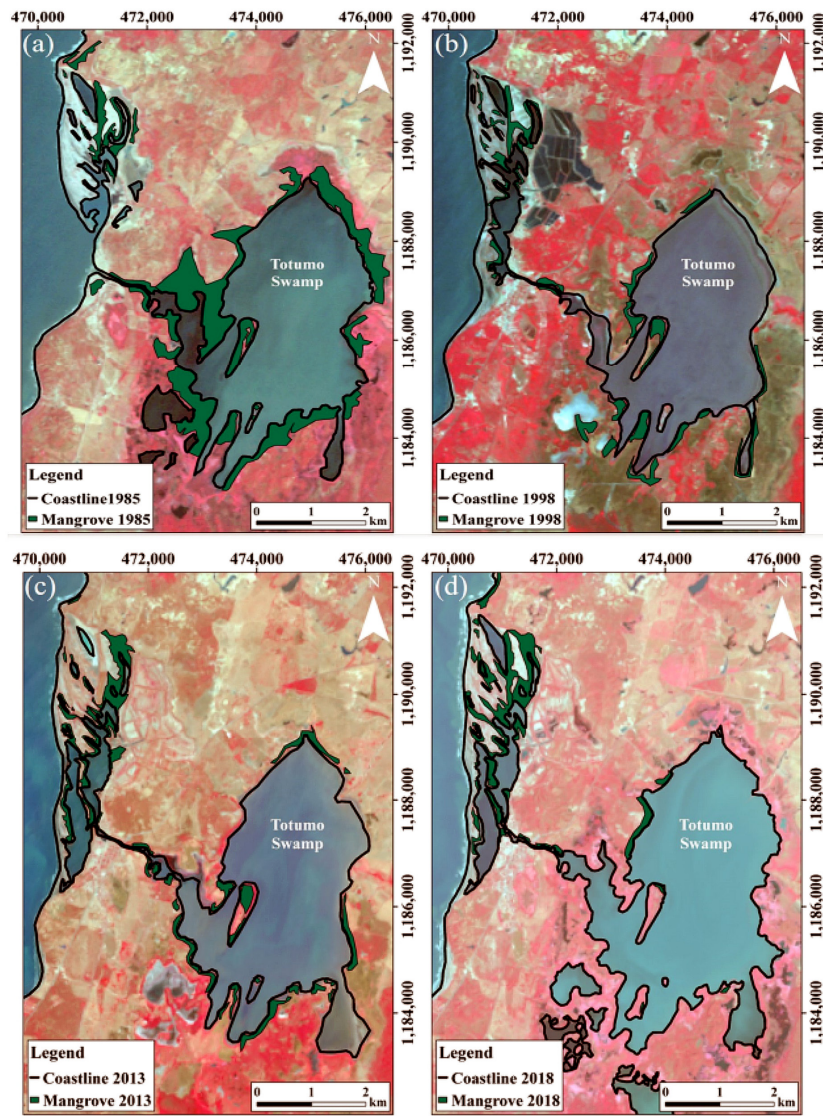 470,000 472,000 474,000 476,000
470,000 472,000 474,000 476,000
(a)
N
1,192,000
1,190,000
1,188,000
1,186,000
1,184,000
Totumo
Swamp
Legend
Coastline1985
Mangrove 1985
0 1 2
km
(b)
N
1,192,000
1,190,000
1,188,000
1,186,000
1,184,000
Totumo
Swamp
Legend
Coastline 1998
Mangrove 1998
0 1 2
km
470,000 472,000 474,000 476,000
470,000 472,000 474,000 476,000
(c)
N
1,192,000
1,190,000
1,188,000
1,186,000
1,184,000
Totumo
Swamp
Legend
Coastline 2013
Mangrove 2013
0 1 2
km
(d)
N
1,192,000
1,190,000
1,188,000
1,186,000
1,184,000
Totumo
Swamp
Legend
Coastline 2018
Mangrove 2018
0 1 2
km